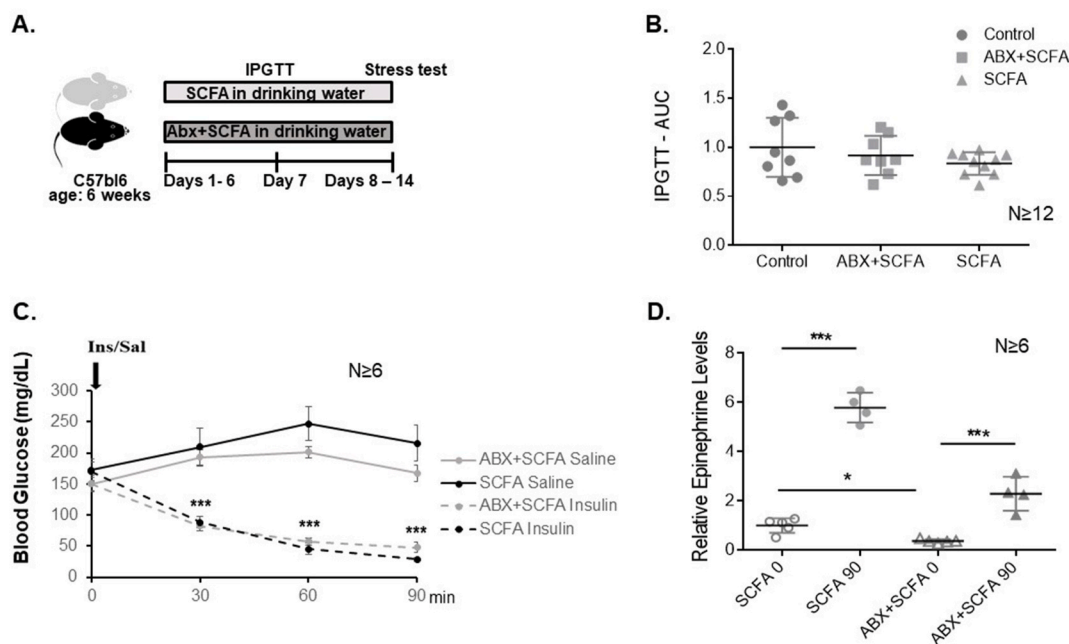 A.
IPGTT Stress test
SCFA in drinking water
Abx+SCFA in drinking water
C57bl6
age: 6 weeks
Days 1- 6 Day 7 Days 8 – 14
B.
Control
ABX+SCFA
SCFA
IPGTT - AUC
2.0
1.5
1.0
0.5
0.0
N≥12
Control ABX+SCFA SCFA
C.
Ins/Sal
N≥6
Blood Glucose (mg/dL)
300
250
200
150
100
50
0
*** *** ***
0 30 60 90 min
ABX+SCFA Saline
SCFA Saline
ABX+SCFA Insulin
SCFA Insulin
D.
N≥6
Relative Epinephrine Levels
8
6
4
2
0
***
***
*
SCFA 0 SCFA 90 ABX+SCFA 0 ABX+SCFA 90